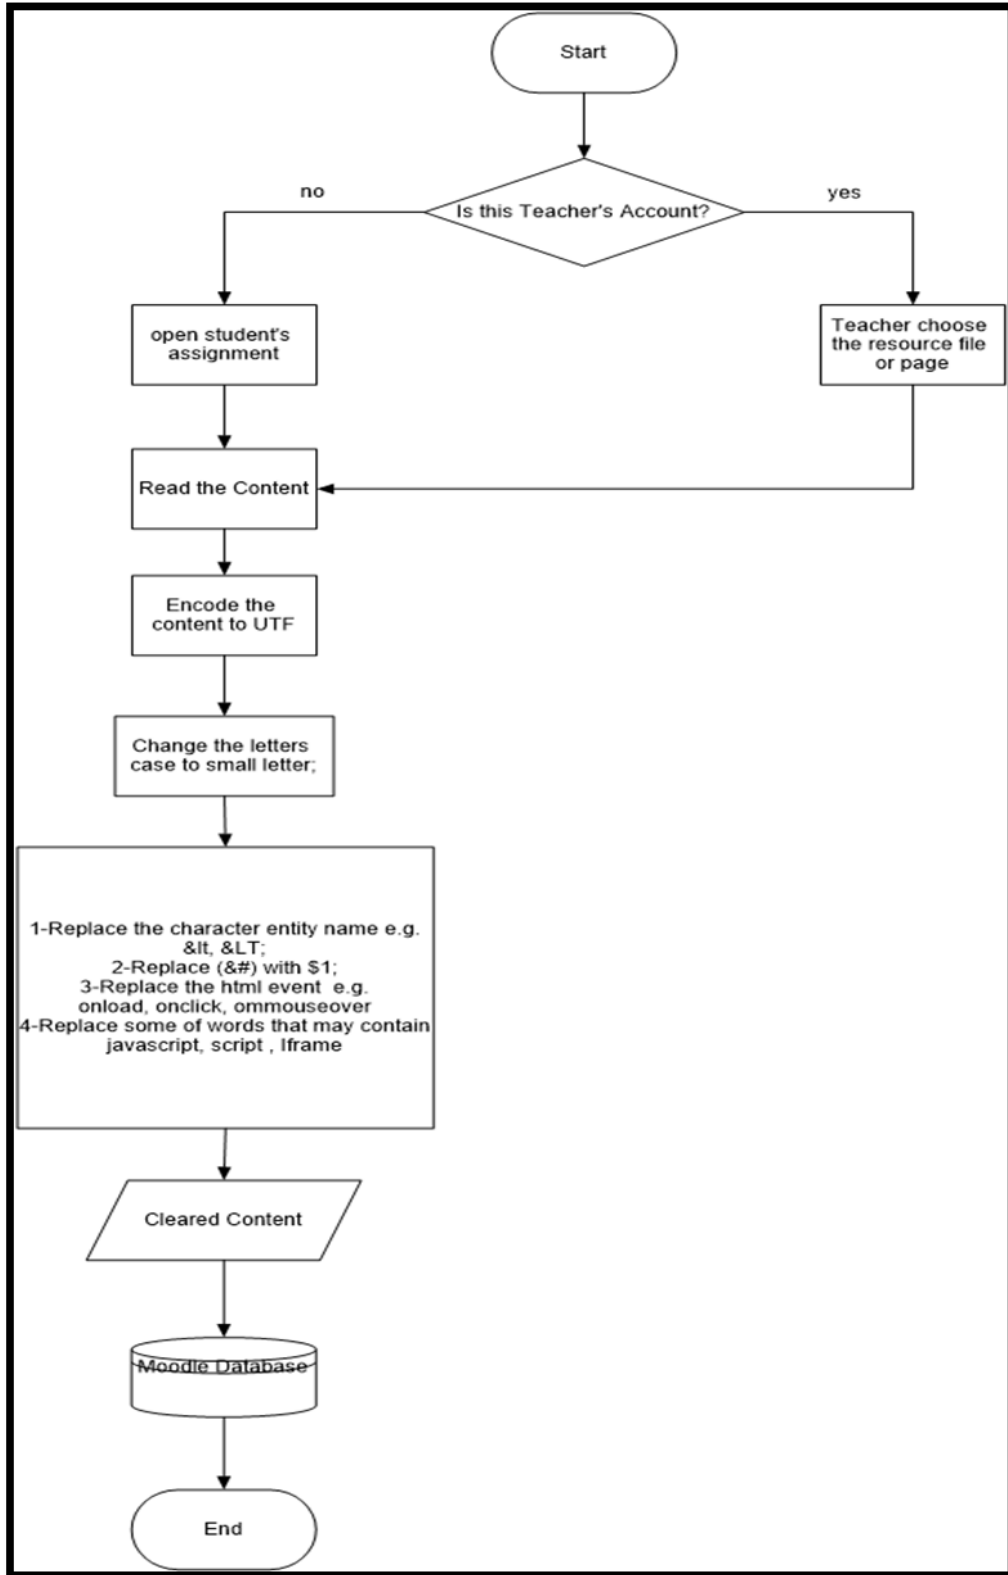 Start
Is this Teacher's Account?
no
yes
open student's
assignment
Teacher choose
the resource file
or page
Read the Content
Encode the
content to UTF
Change the letters
case to small letter;
1-Replace the character entity name e.g.
&lt, &LT;
2-Replace (&#) with $1;
3-Replace the html event e.g.
onload, onclick, ommouseover
4-Replace some of words that may contain
javascript, script , Iframe
Cleared Content
Moodle Database
End